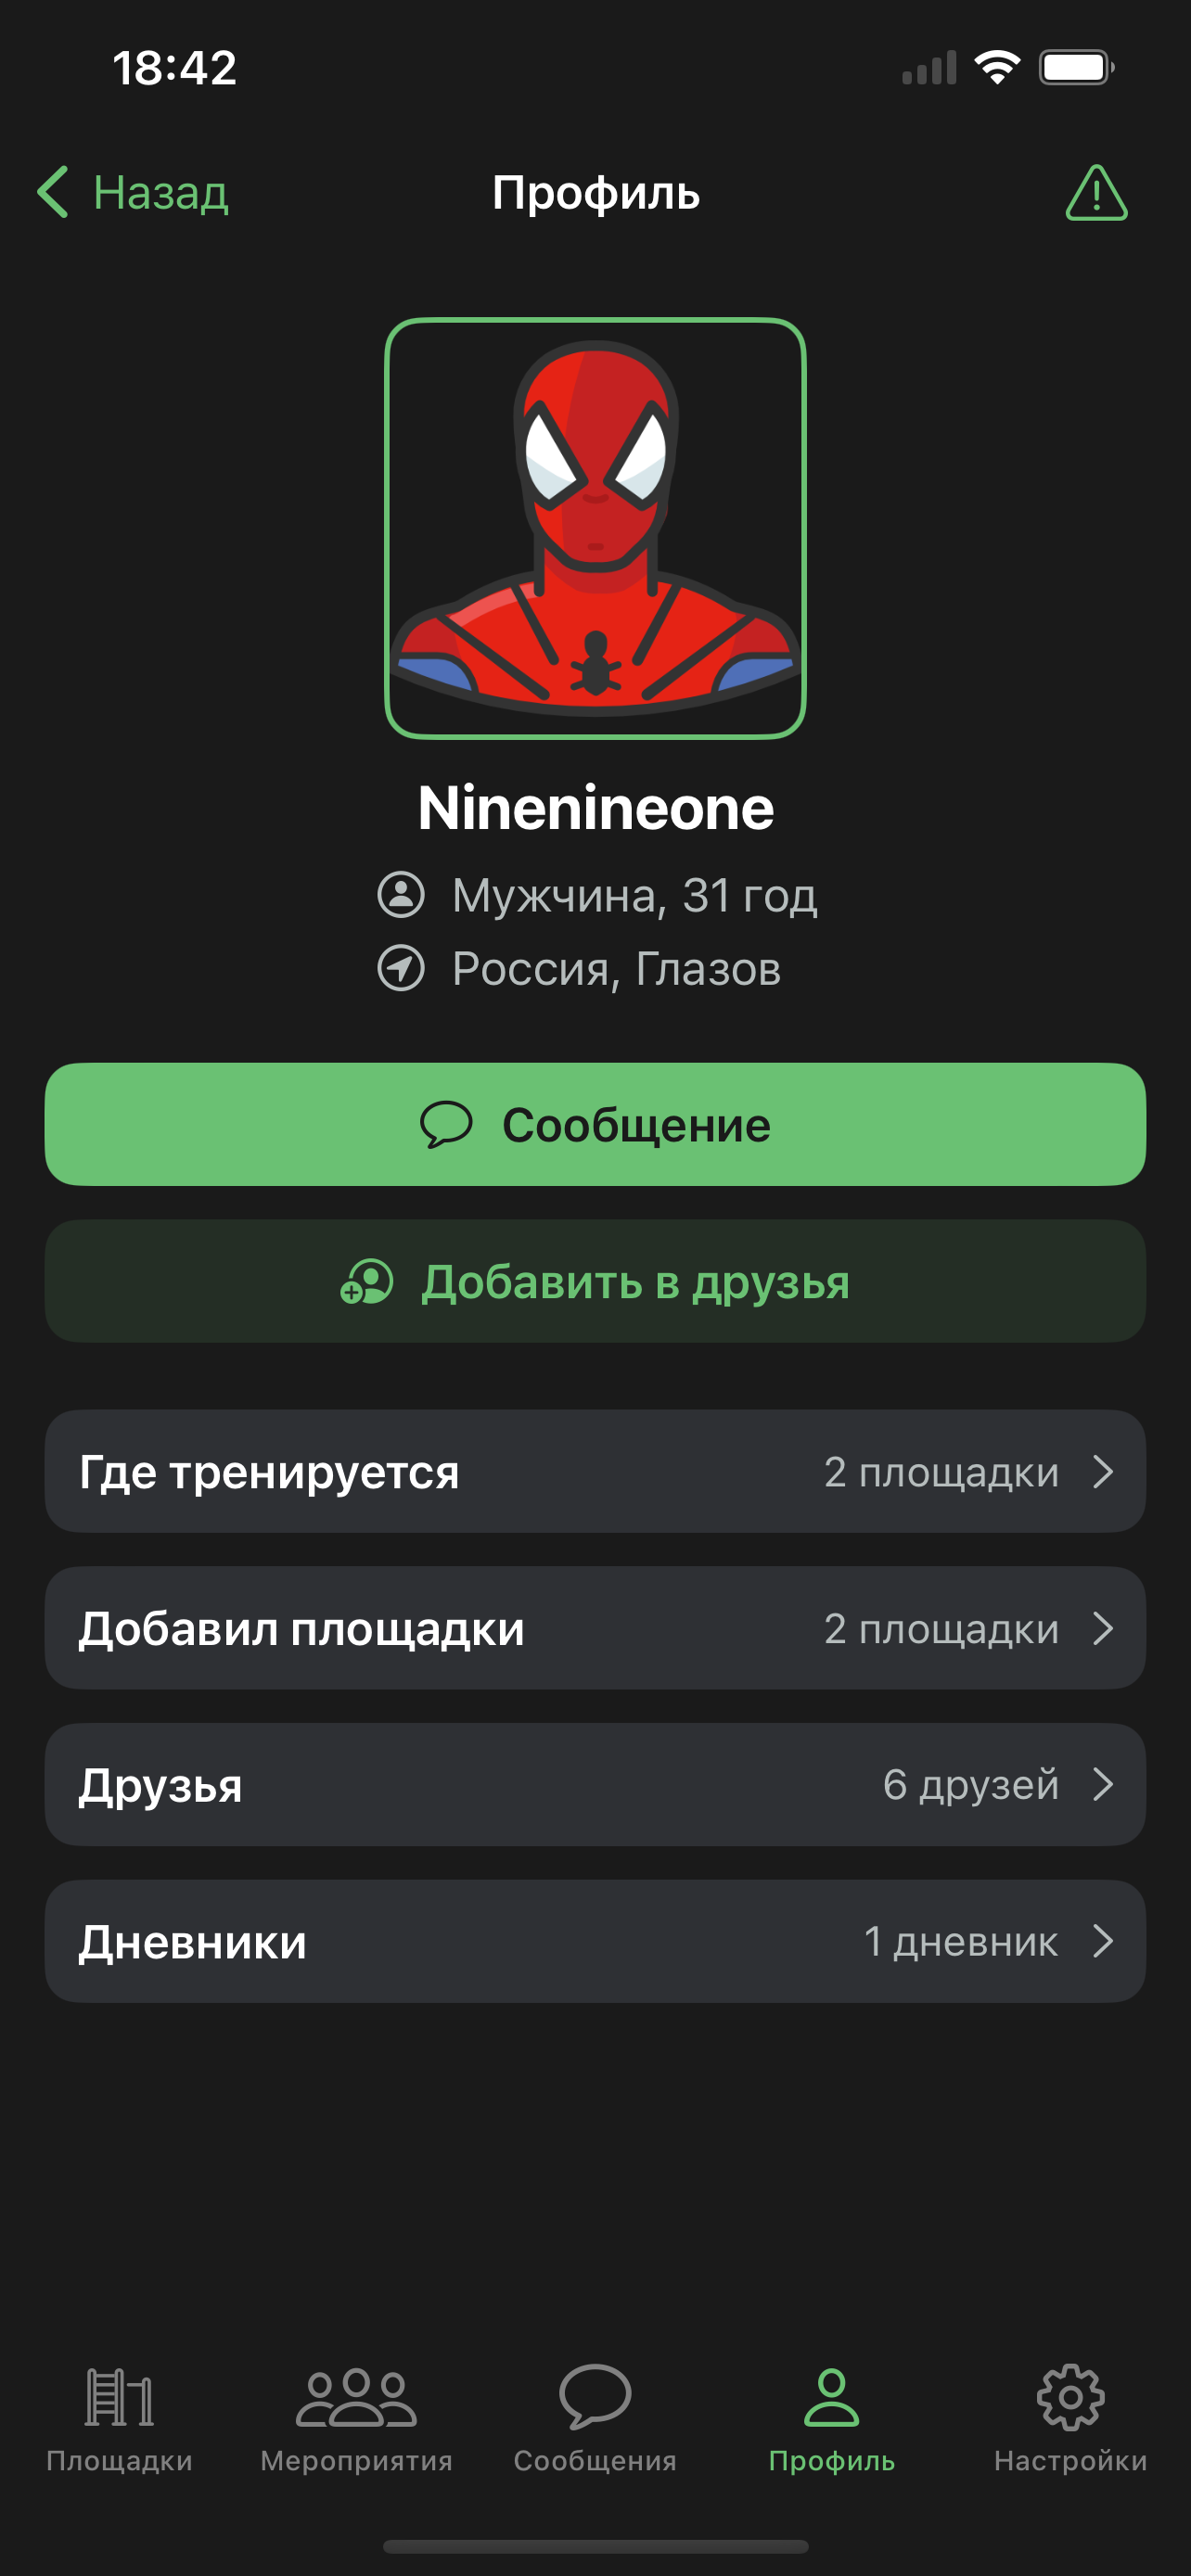 18:42
Назад
Профиль
Ninenineone
Мужчина, 31 год
Россия, Глазов
Сообщение
Добавить в друзья
Где тренируется 2 площадки
Добавил площадки 2 площадки
Друзья 6 друзей
Дневники 1 дневник
Площадки Мероприятия Сообщения Профиль Настройки